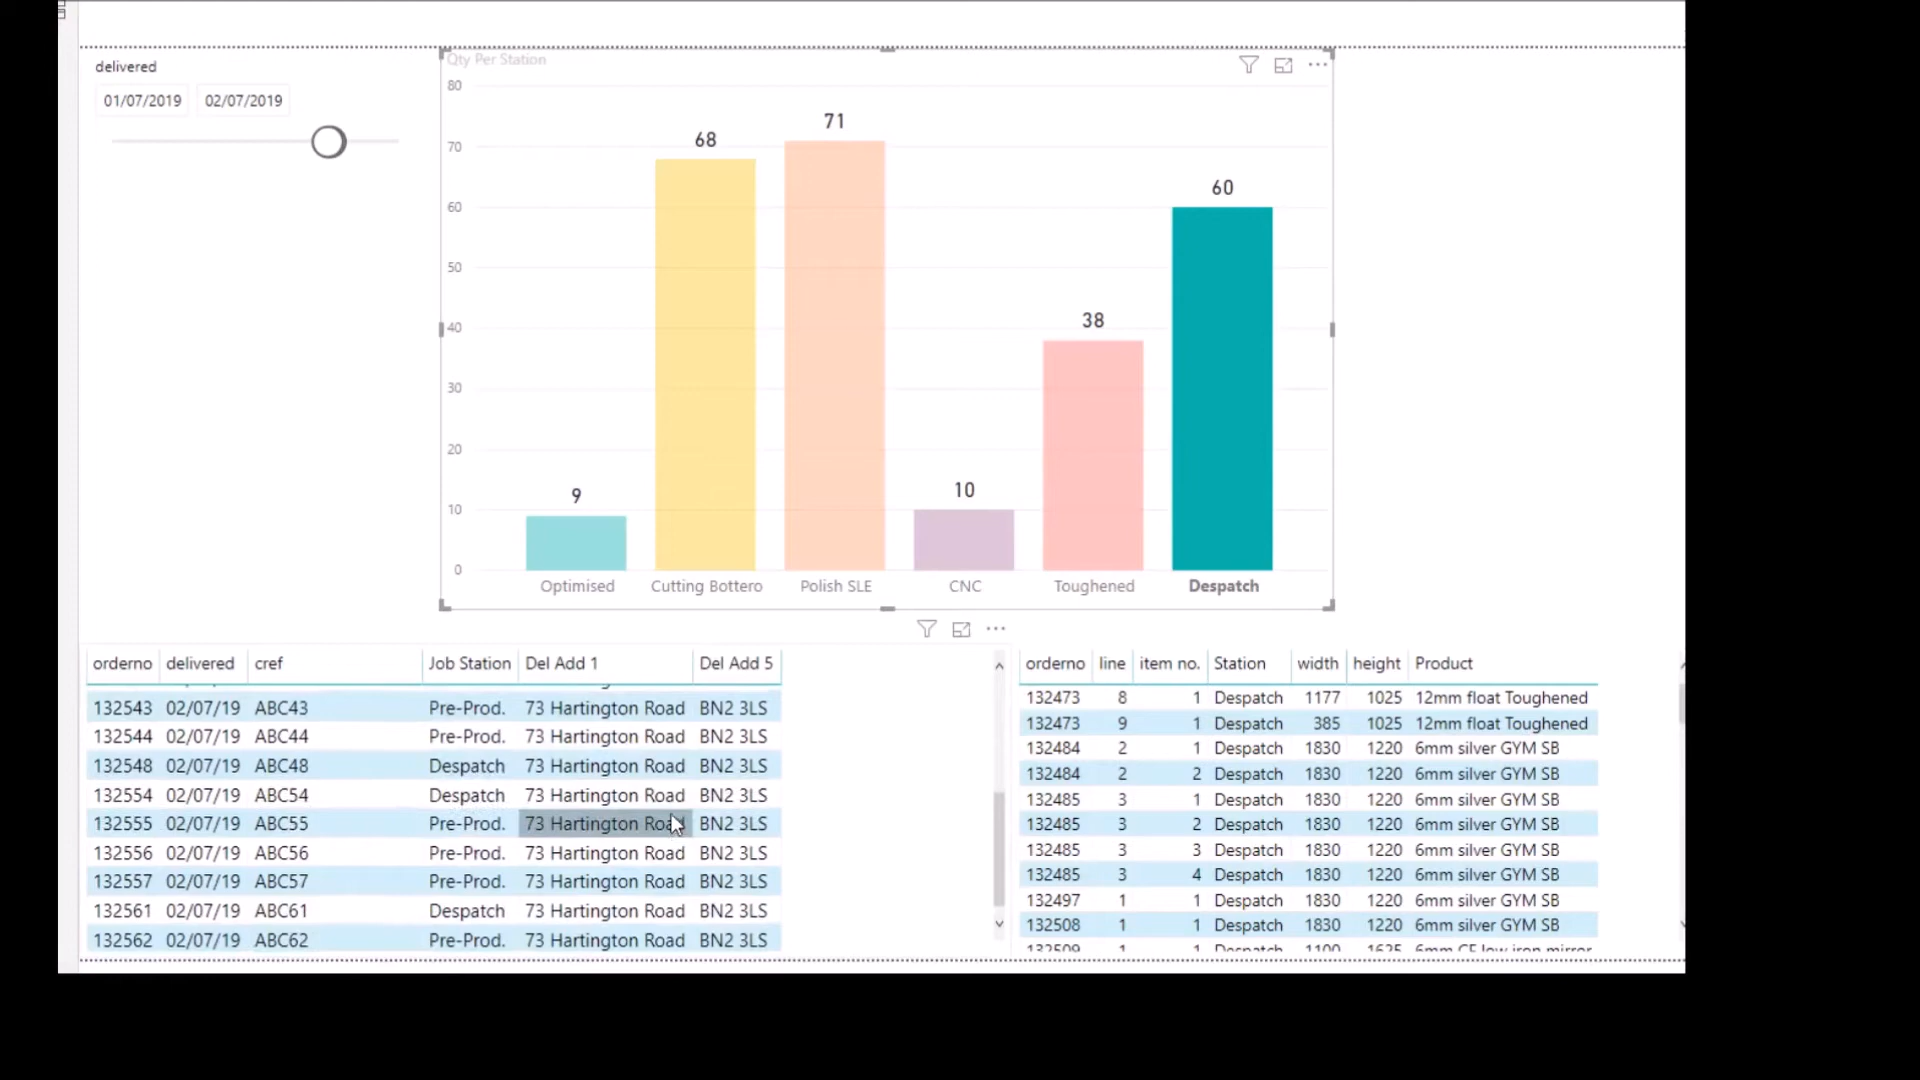 delivered
01/07/2019 02/07/2019
Qty Per Station
80
70
60
50
40
30
20
10
0
9
68
71
10
38
60
Optimised Cutting Bottero Polish SLE CNC Toughened Despatch
orderno delivered cref Job Station Del Add 1 Del Add 5
132543 02/07/19 ABC43 Pre-Prod. 73 Hartington Road BN2 3LS
132544 02/07/19 ABC44 Pre-Prod. 73 Hartington Road BN2 3LS
132548 02/07/19 ABC48 Despatch 73 Hartington Road BN2 3LS
132554 02/07/19 ABC54 Despatch 73 Hartington Road BN2 3LS
132555 02/07/19 ABC55 Pre-Prod. 73 Hartington Road BN2 3LS
132556 02/07/19 ABC56 Pre-Prod. 73 Hartington Road BN2 3LS
132557 02/07/19 ABC57 Pre-Prod. 73 Hartington Road BN2 3LS
132561 02/07/19 ABC61 Despatch 73 Hartington Road BN2 3LS
132562 02/07/19 ABC62 Pre-Prod. 73 Hartington Road BN2 3LS
orderno line item no. Station width height Product
132473 8 1 Despatch 1177 1025 12mm float Toughened
132473 9 1 Despatch 385 1025 12mm float Toughened
132484 2 1 Despatch 1830 1220 6mm silver GYM SB
132484 2 2 Despatch 1830 1220 6mm silver GYM SB
132485 3 1 Despatch 1830 1220 6mm silver GYM SB
132485 3 2 Despatch 1830 1220 6mm silver GYM SB
132485 3 3 Despatch 1830 1220 6mm silver GYM SB
132485 3 4 Despatch 1830 1220 6mm silver GYM SB
132497 1 1 Despatch 1830 1220 6mm silver GYM SB
132508 1 1 Despatch 1830 1220 6mm silver GYM SB
132509 1 1 Despatch 1100 1625 6mm CE low iron mirror